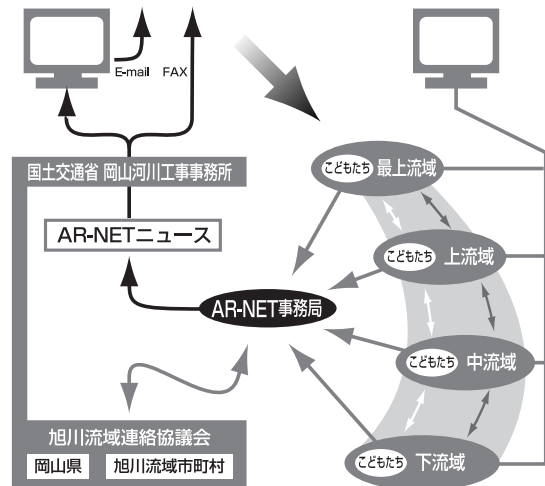 E-mail FAX
国土交通省 岡山河川工事事務所
AR-NETニュース
AR-NET事務局
旭川流域連絡協議会
岡山県 旭川流域市町村
こどもたち 最上流域
こどもたち 上流域
こどもたち 中流域
こどもたち 下流域